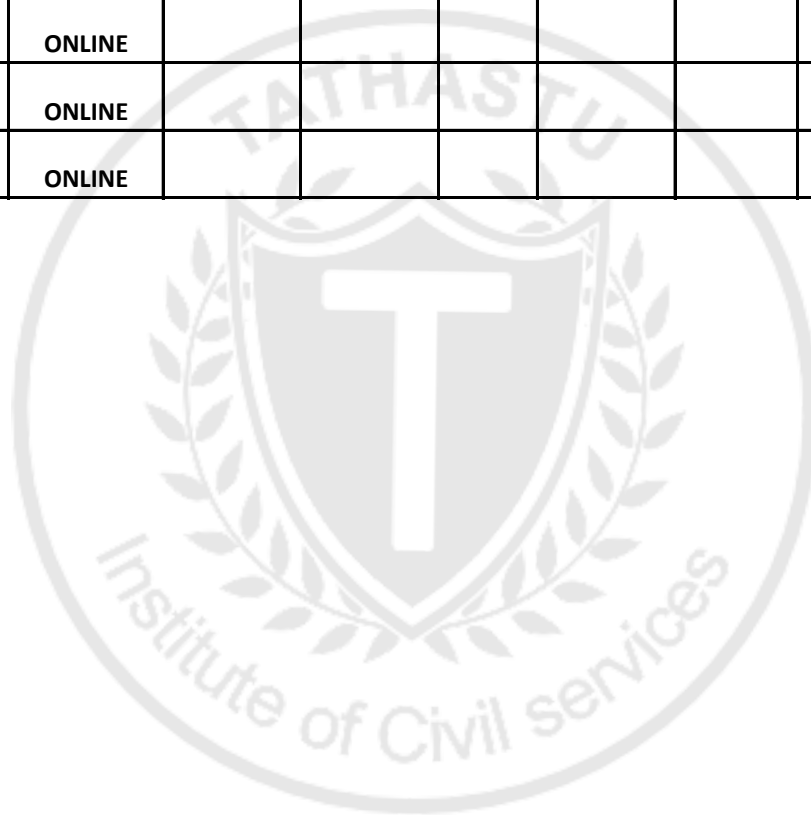 ONLINE
ONLINE
ONLINE
TATHASTU
T
Institute of Civil services